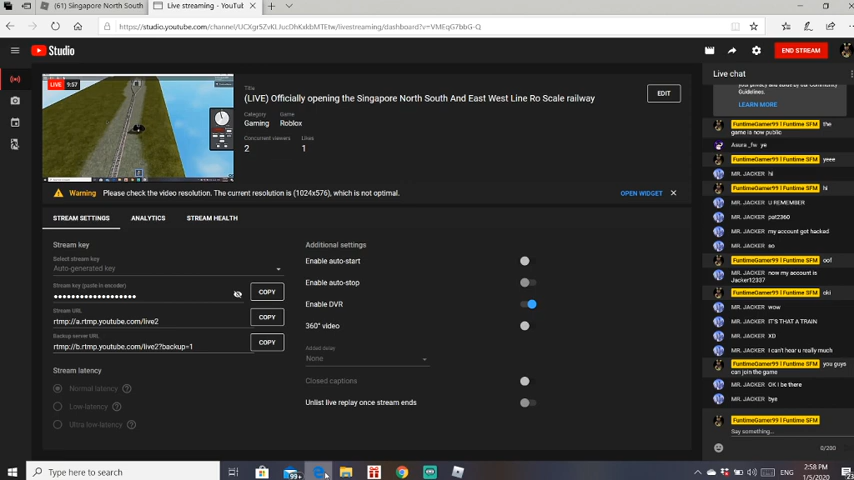 (61) Singapore North South
Live streaming - YouTub
https://studio.youtube.com/channel/UCXgr5ZvKLJucDhKxkbMTEtw/livestreaming/dashboard?v=VMEqG7bbG-Q
Studio
END STREAM
LIVE 9:57
Title
(LIVE) Officially opening the Singapore North South And East West Line Ro Scale railway
EDIT
Category
Game
Gaming
Roblox
Concurrent viewers
Likes
2
1
Warning Please check the video resolution. The current resolution is (1024x576), which is not optimal.
OPEN WIDGET
STREAM SETTINGS
ANALYTICS
STREAM HEALTH
Stream key
Select stream key
Auto-generated key
Stream key (paste in encoder)
COPY
Stream URL
rtmp://a.rtmp.youtube.com/live2
COPY
Backup server URL
rtmp://b.rtmp.youtube.com/live2?backup=1
COPY
Stream latency
Normal latency
Low-latency
Ultra low-latency
Additional settings
Enable auto-start
Enable auto-stop
Enable DVR
360° video
Added delay
None
Closed captions
Unlist live replay once stream ends
Live chat
Guidelines.
LEARN MORE
FuntimeGamer99 l Funtime SFM the
game is now public
Asura_fw ye
FuntimeGamer99 l Funtime SFM yeee
MR. JACKER hi
FuntimeGamer99 l Funtime SFM hi
MR. JACKER U REMEMBER
MR. JACKER pat2360
MR. JACKER my account got hacked
MR. JACKER so
FuntimeGamer99 l Funtime SFM oof
MR. JACKER now my account is
Jacker12337
FuntimeGamer99 l Funtime SFM oki
MR. JACKER wow
MR. JACKER IT'S THAT A TRAIN
MR. JACKER XD
MR. JACKER I can't hear u really much
FuntimeGamer99 l Funtime SFM you guys
can join the game
MR. JACKER OK I be there
MR. JACKER bye
FuntimeGamer99 l Funtime SFM
Say something...
0/200
Type here to search
99+
ENG
2:58 PM
1/5/2020